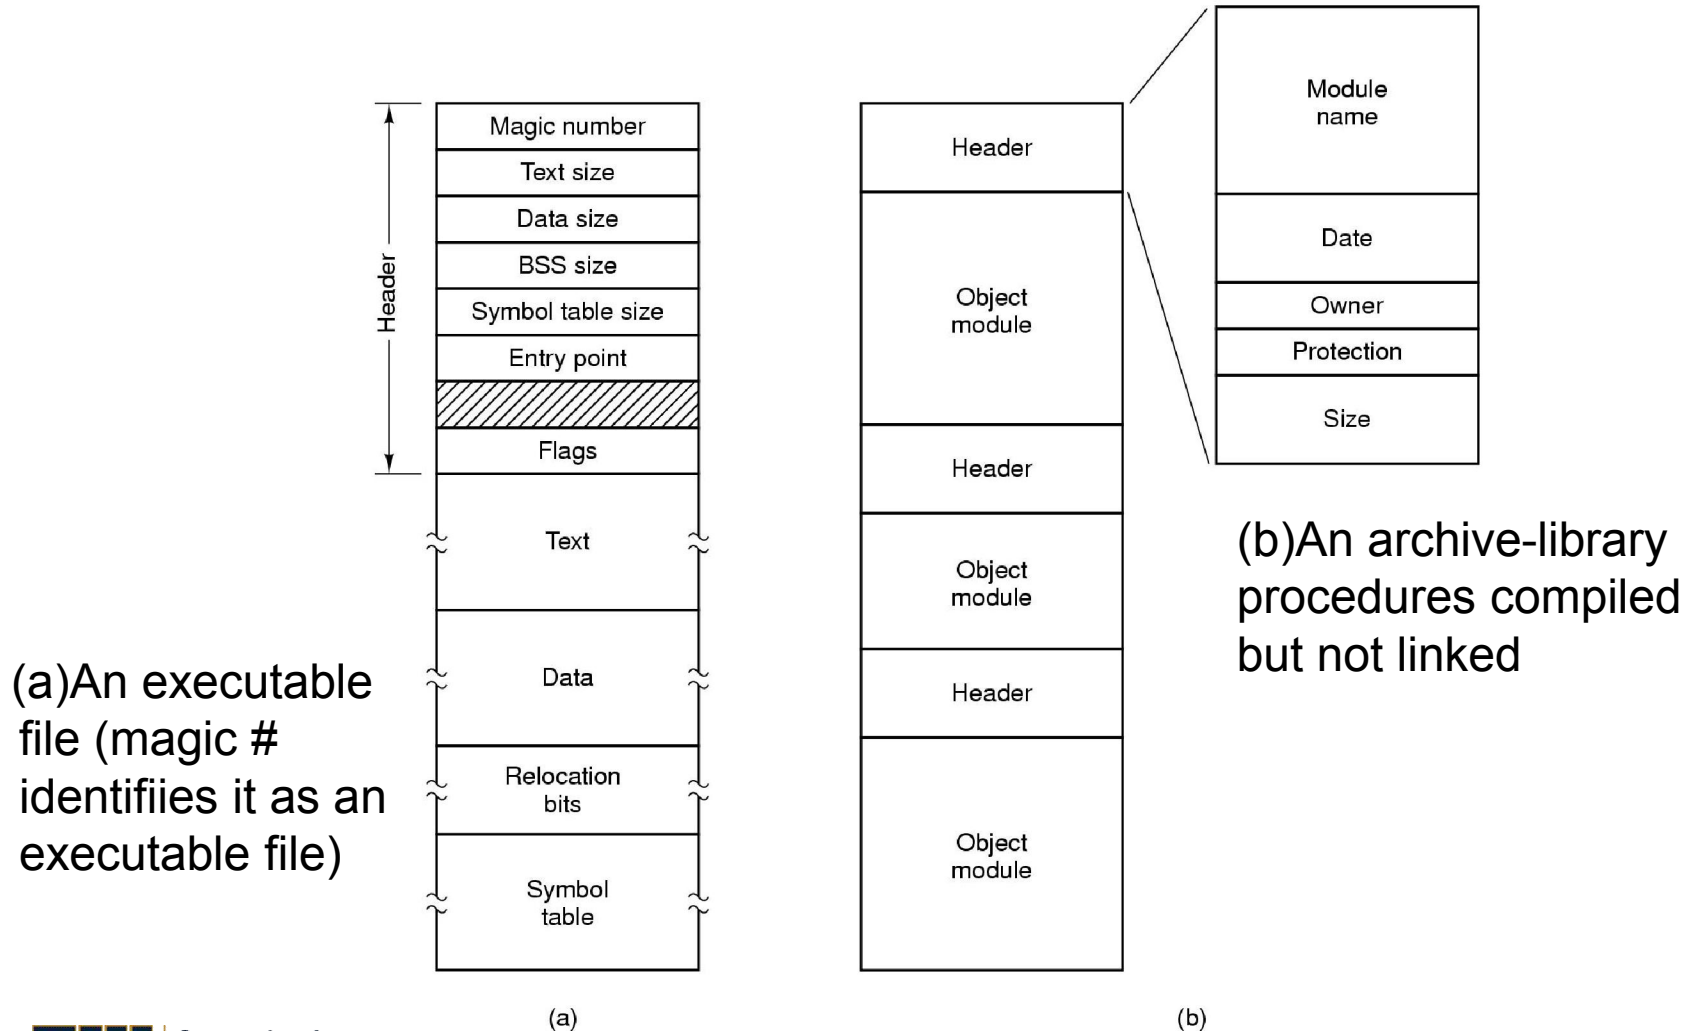 Header
Magic number
Text size
Data size
BSS size
Symbol table size
Entry point
Flags
Text
Data
Relocation
bits
Symbol
table
(a)
(a)An executable
file (magic #
identifiies it as an
executable file)
Header
Object
module
Header
Object
module
Header
Object
module
(b)
Module
name
Date
Owner
Protection
Size
(b)An archive-library
procedures compiled
but not linked